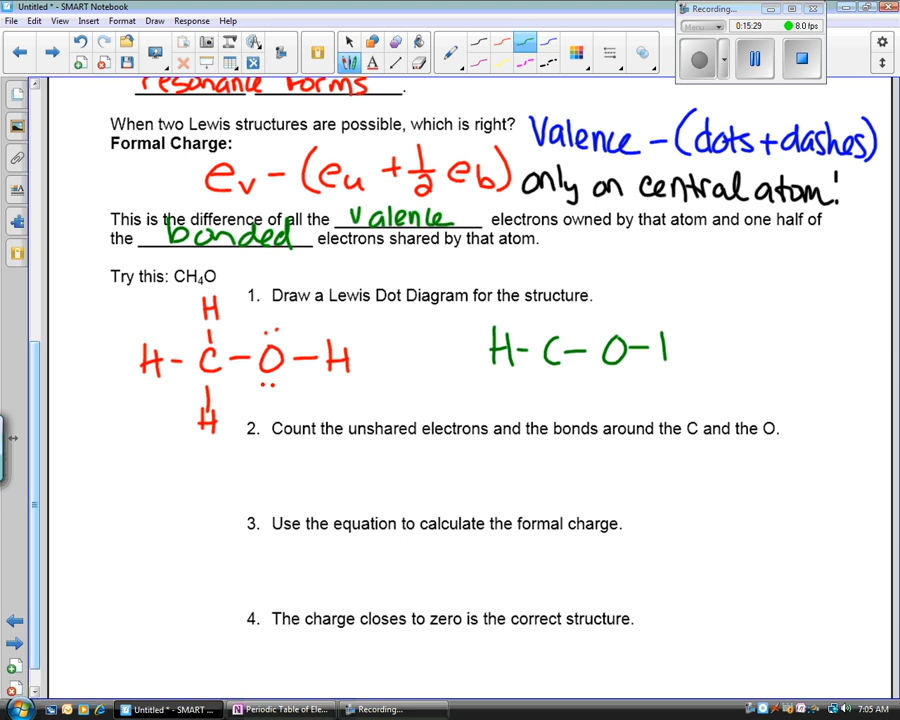 Untitled * - SMART Notebook
File Edit View Insert Format Draw Response Help
Recording...
Menu
0:15:29
8.0 fps
resonance forms.
When two Lewis structures are possible, which is right?
Formal Charge:
Valence - (dots + dashes)
ev - (eu + 1/2 eb)
only on central atom!
This is the difference of all the valence electrons owned by that atom and one half of
the bonded electrons shared by that atom.
Try this: CH4O
1. Draw a Lewis Dot Diagram for the structure.
H
H - C - O - H
H
H - C - O -
2. Count the unshared electrons and the bonds around the C and the O.
3. Use the equation to calculate the formal charge.
4. The charge closes to zero is the correct structure.
Untitled * - SMART ...
Periodic Table of Ele...
Recording...
7:05 AM